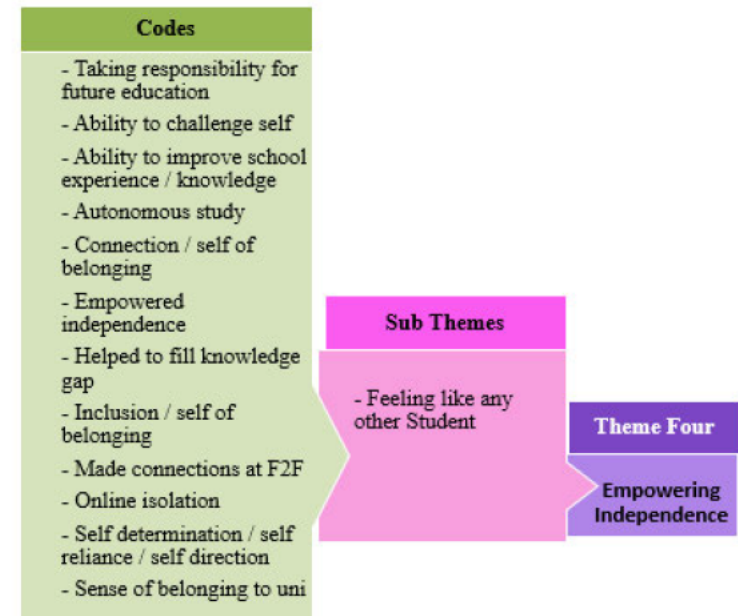 Codes
- Taking responsibility for
future education
- Ability to challenge self
- Ability to improve school
experience / knowledge
- Autonomous study
- Connection / self of
belonging
- Empowered
independence
- Helped to fill knowledge
gap
- Inclusion / self of
belonging
- Made connections at F2F
- Online isolation
- Self determination / self
reliance / self direction
- Sense of belonging to uni
Sub Themes
- Feeling like any
other Student
Theme Four
Empowering
Independence